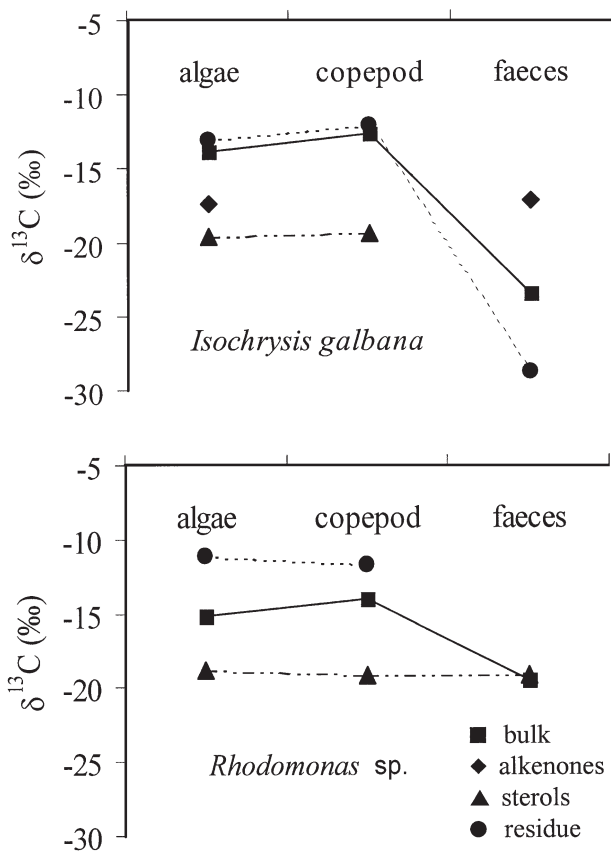 -5
algae copepod faeces
-10
-15
δ¹³C (‰)
-20
-25
Isochrysis galbana
-30
-5
algae copepod faeces
-10
-15
δ¹³C (‰)
-20
bulk
-25
Rhodomonas sp.
alkenones
sterols
-30
residue